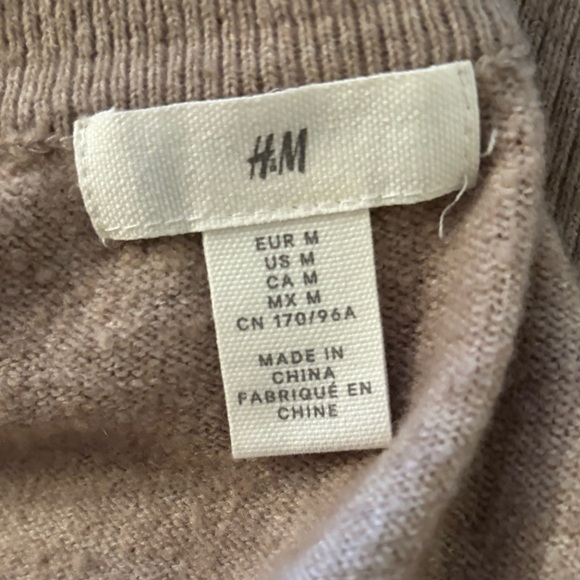 H&M
EUR M
US M
CA M
MX M
CN 170/96A
MADE IN
CHINA
FABRIQUÉ EN
CHINE